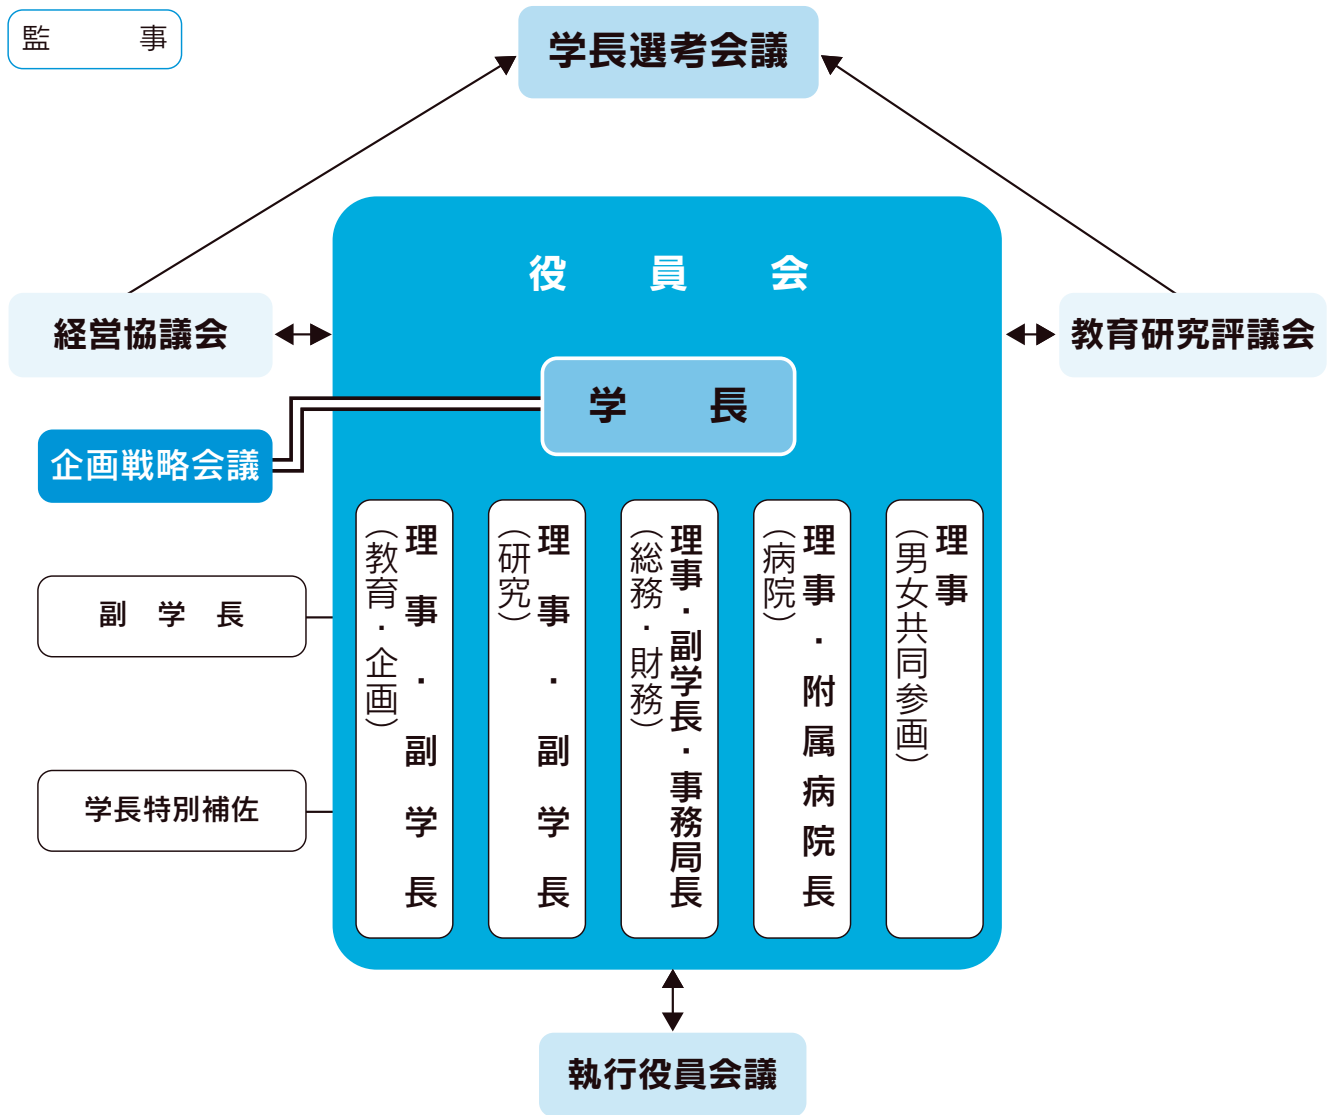 監　事
学長選考会議
役　員　会
経営協議会
教育研究評議会
学　長
企画戦略会議
副　学　長
学長特別補佐
理事・副学長
（教育・企画）
理事・副学長
（研究）
理事・副学長・事務局長
（総務・財務）
理事・附属病院長
（病院）
理事
（男女共同参画）
執行役員会議